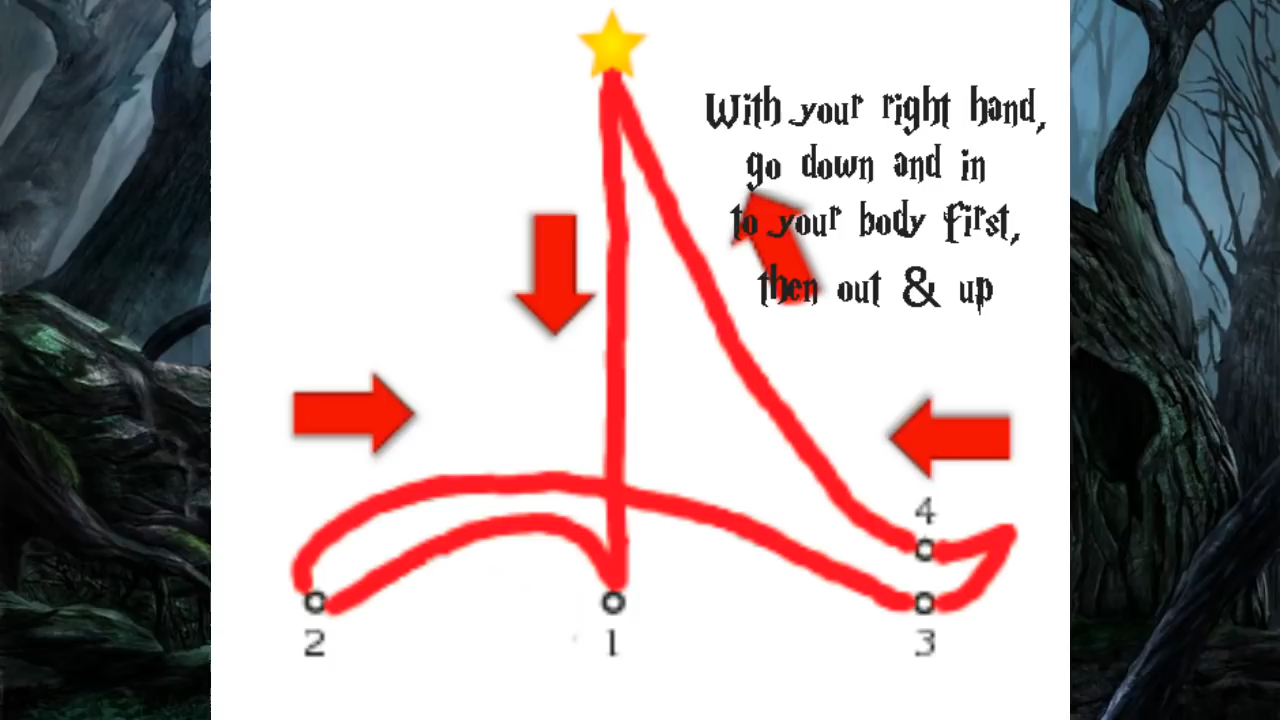 With your right hand,
go down and in
to your body first,
then out & up
4
2
1
3